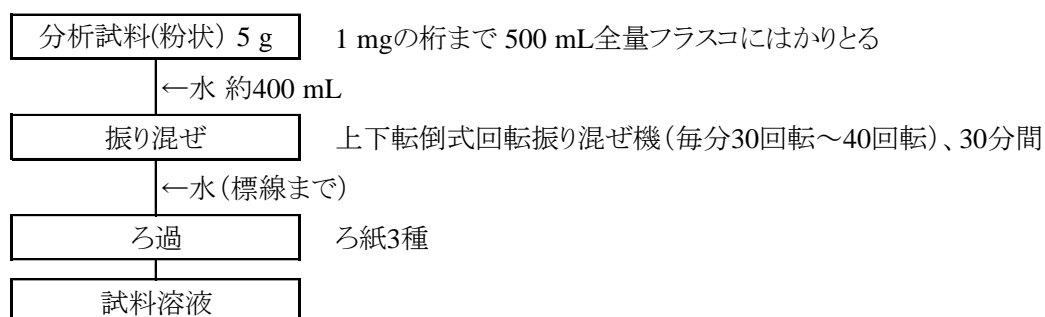 分析試料(粉状) 5 g 1 mgの桁まで 500 mL全量フラスコにはかりとる
←水 約400 mL
振り混ぜ 上下転倒式回転振り混ぜ機(毎分30回転~40回転)、30分間
←水(標線まで)
ろ過 ろ紙3種
試料溶液